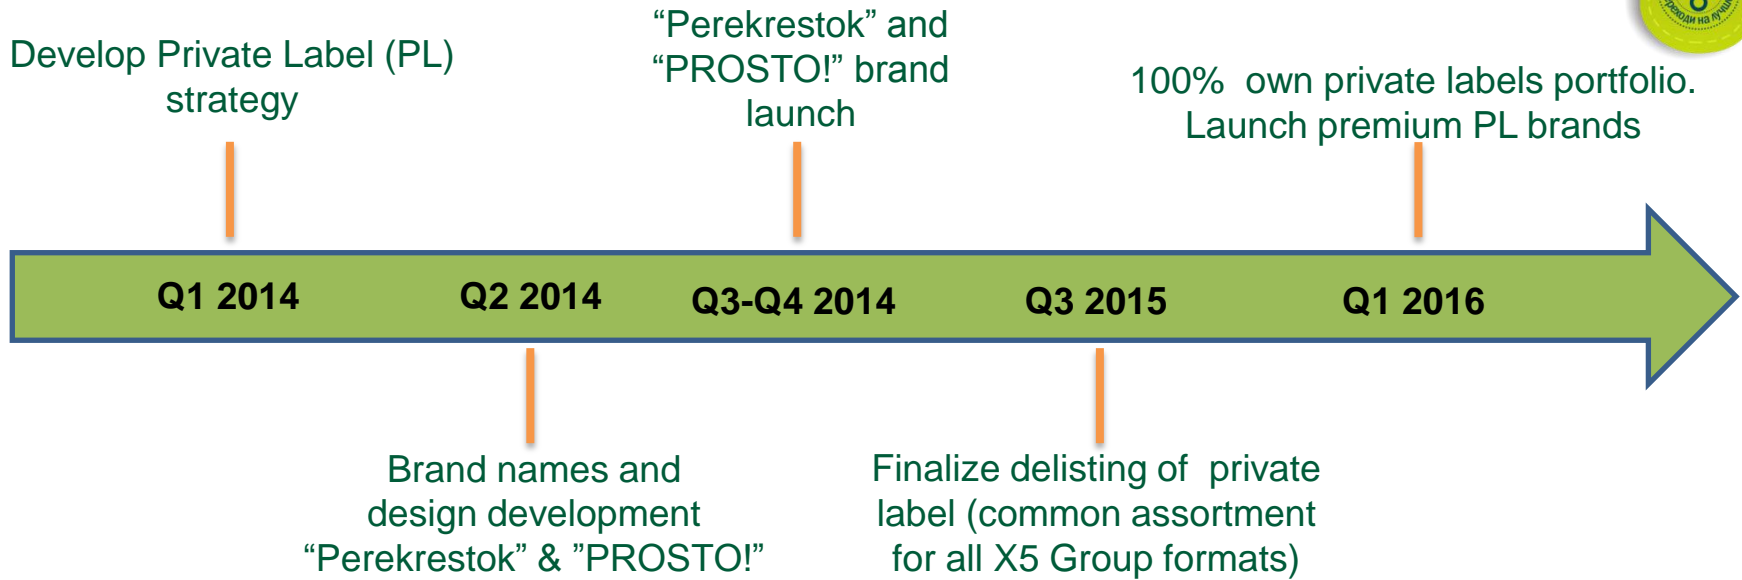 “Perekrestok” and
“PROSTO!” brand
launch
Develop Private Label (PL)
strategy
100% own private labels portfolio.
Launch premium PL brands
Q1 2014
Q2 2014
Q3-Q4 2014
Q3 2015
Q1 2016
Brand names and
design development
“Perekrestok” & ”PROSTO!”
Finalize delisting of private
label (common assortment
for all X5 Group formats)